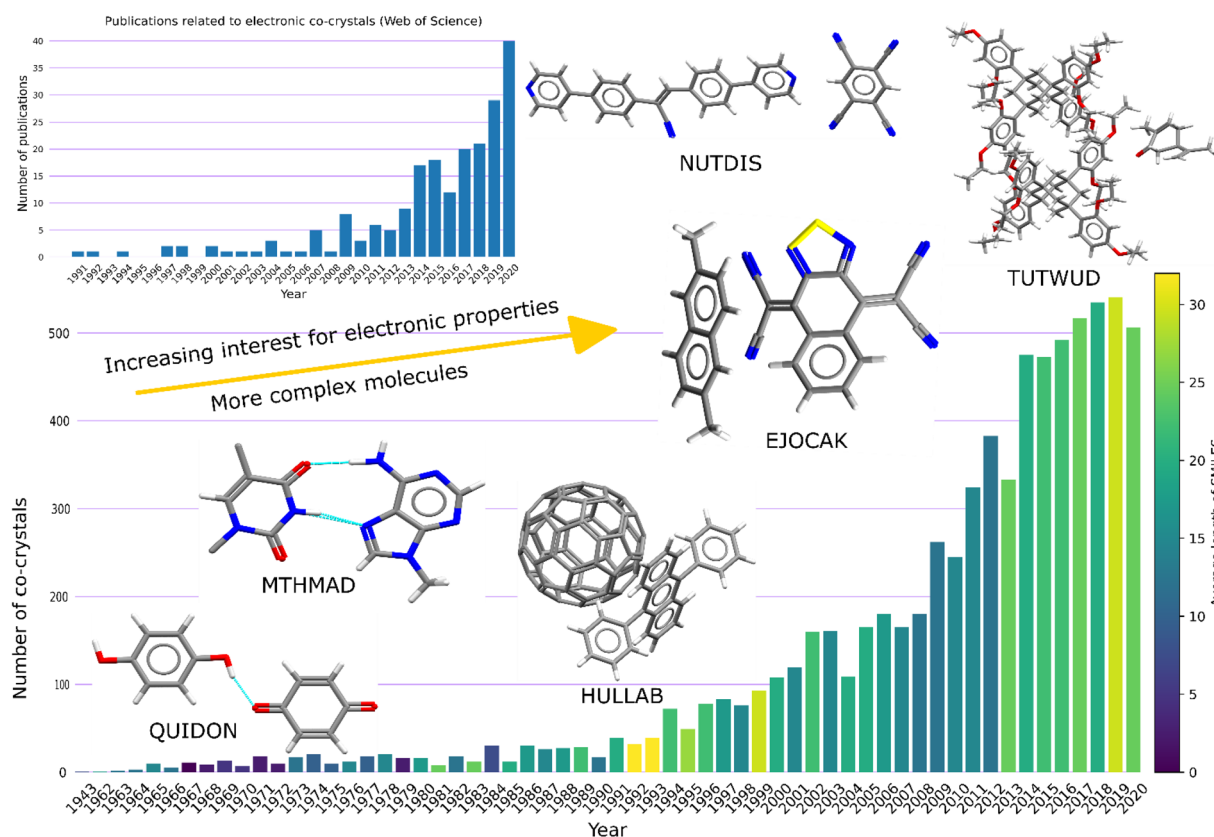 Publications related to electronic co-crystals (Web of Science)
Number of publications
40
35
30
25
20
15
10
5
0
1991 1992 1993 1994 1995 1996 1997 1998 1999 2000 2001 2002 2003 2004 2005 2006 2007 2008 2009 2010 2011 2012 2013 2014 2015 2016 2017 2018 2019 2020
Year
NUTDIS
TUTWUD
EJOCAK
Increasing interest for electronic properties
More complex molecules
MTHMAD
HULLAB
QUIDON
Number of co-crystals
500
400
300
200
100
0
1943 1962 1963 1964 1965 1966 1967 1968 1969 1970 1971 1972 1973 1974 1975 1976 1977 1978 1979 1980 1981 1982 1983 1984 1985 1986 1987 1988 1989 1990 1991 1992 1993 1994 1995 1996 1997 1998 1999 2000 2001 2002 2003 2004 2005 2006 2007 2008 2009 2010 2011 2012 2013 2014 2015 2016 2017 2018 2019 2020
Year
30
25
20
15
10
5
0